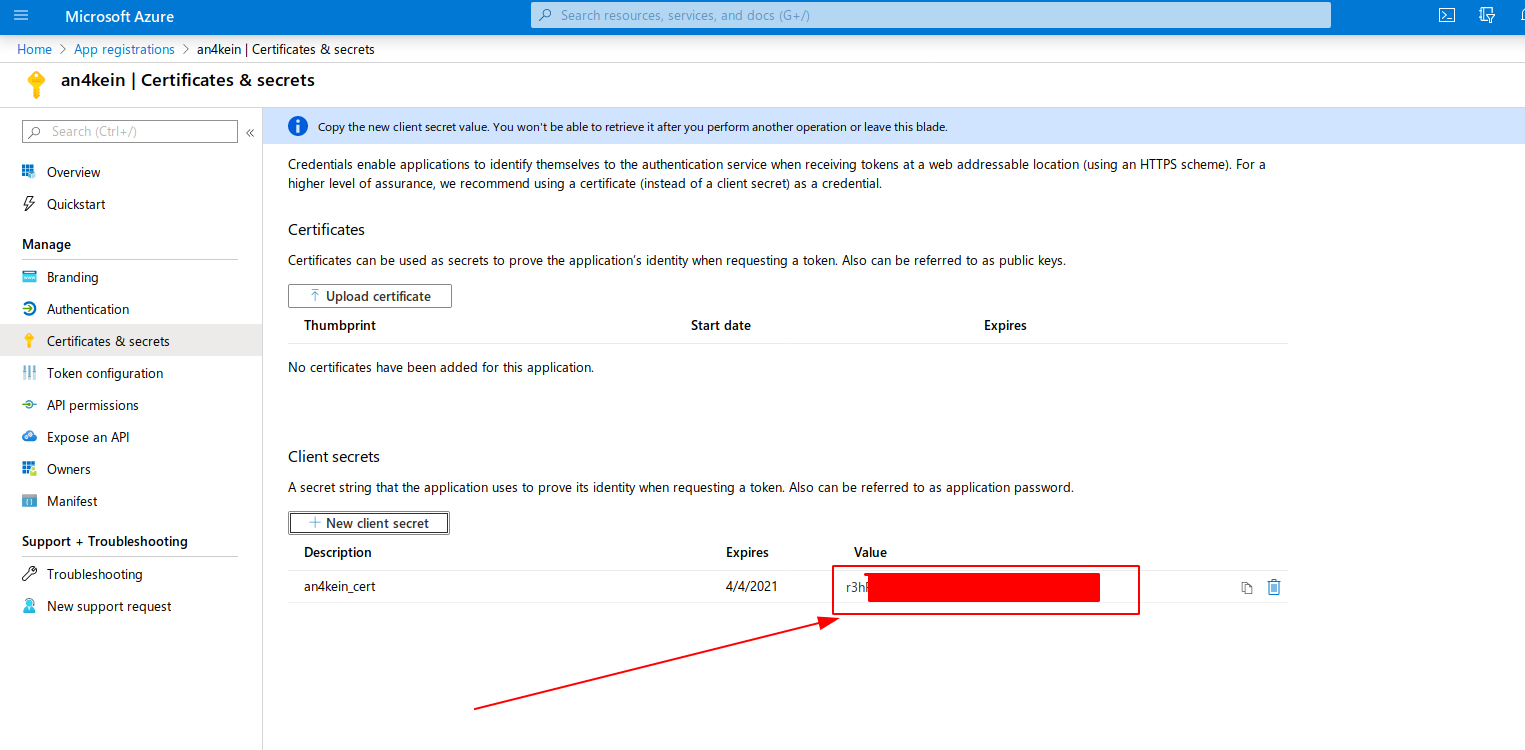 Microsoft Azure
Search resources, services, and docs (G+/)
Home > App registrations > an4kein | Certificates & secrets
an4kein | Certificates & secrets
Search (Ctrl+/)
«
Overview
Quickstart
Manage
Branding
Authentication
Certificates & secrets
Token configuration
API permissions
Expose an API
Owners
Manifest
Support + Troubleshooting
Troubleshooting
New support request
Copy the new client secret value. You won't be able to retrieve it after you perform another operation or leave this blade.
Credentials enable applications to identify themselves to the authentication service when receiving tokens at a web addressable location (using an HTTPS scheme). For a
higher level of assurance, we recommend using a certificate (instead of a client secret) as a credential.
Certificates
Certificates can be used as secrets to prove the application's identity when requesting a token. Also can be referred to as public keys.
Upload certificate
Thumbprint Start date Expires
No certificates have been added for this application.
Client secrets
A secret string that the application uses to prove its identity when requesting a token. Also can be referred to as application password.
+ New client secret
Description Expires Value
an4kein_cert 4/4/2021 r3h